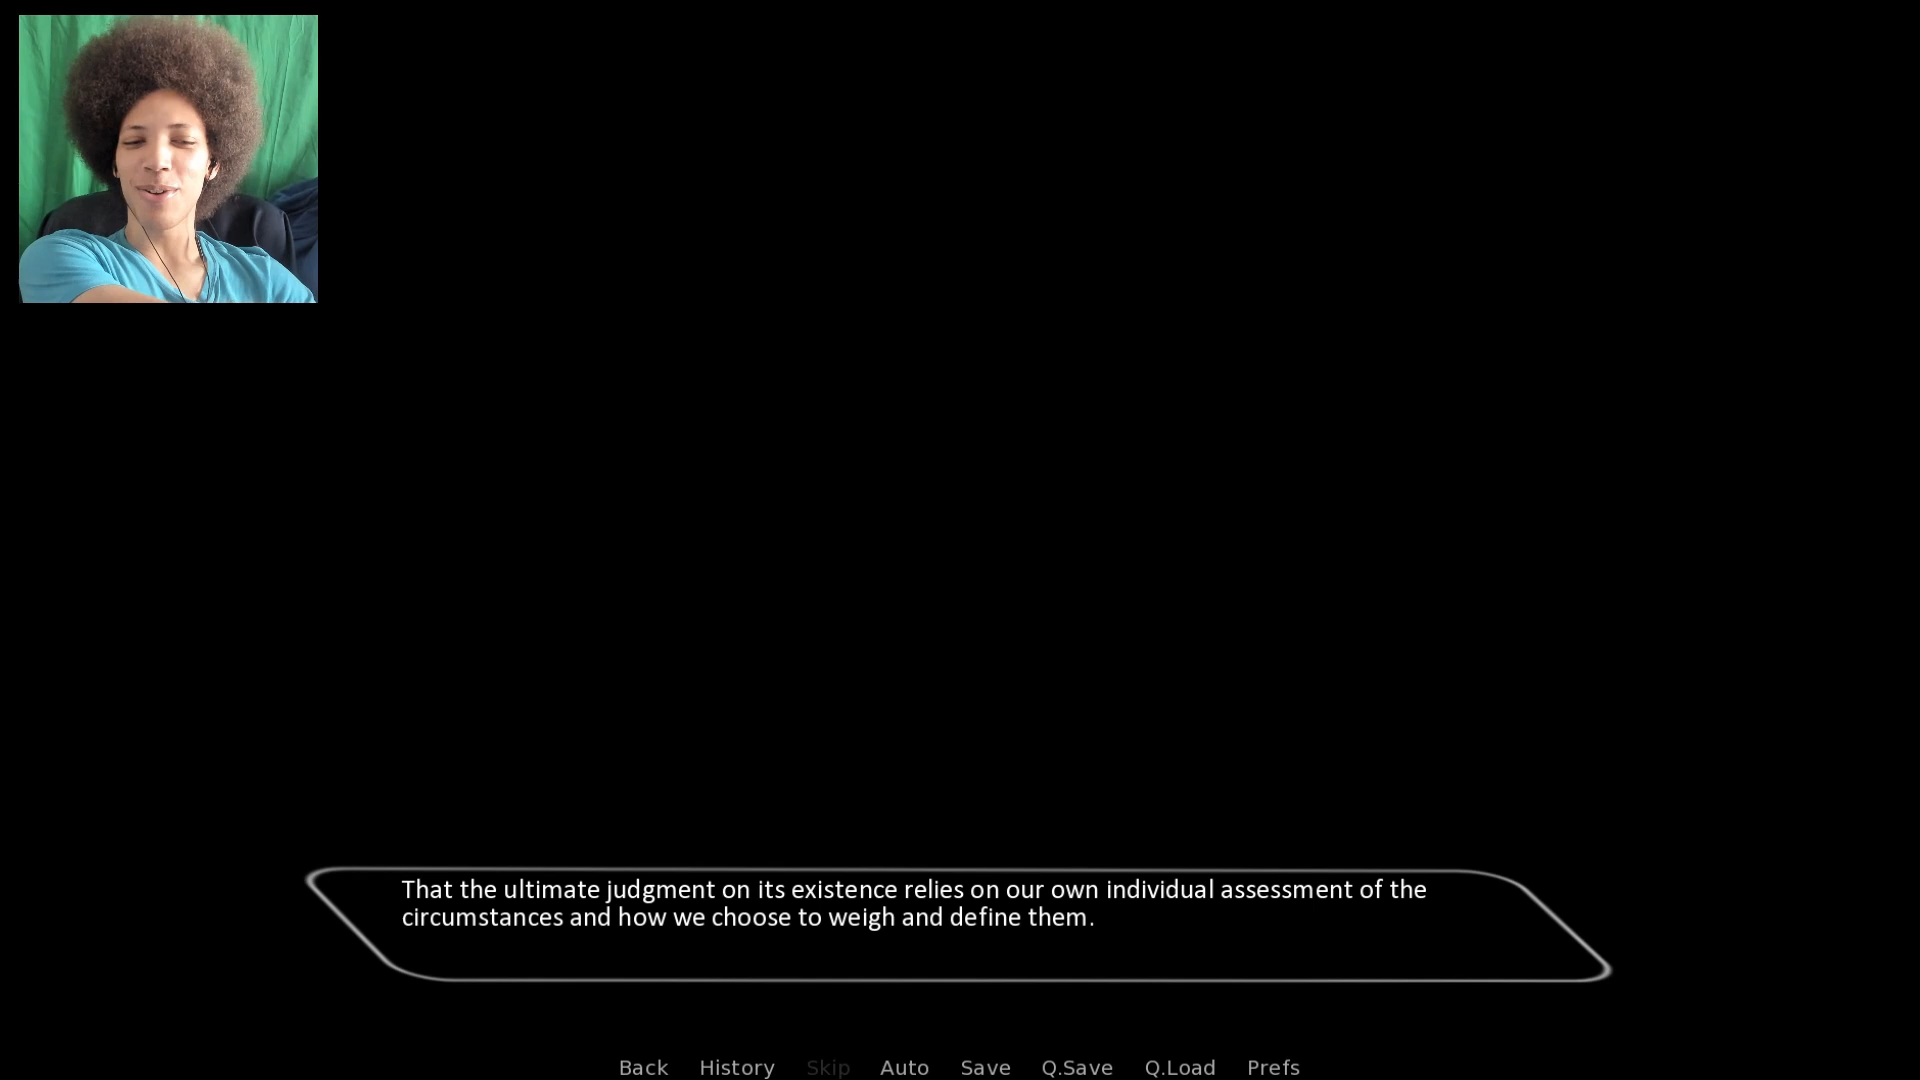 That the ultimate judgment on its existence relies on our own individual assessment of the
circumstances and how we choose to weigh and define them.
Back History Skip Auto Save Q.Save Q.Load Prefs